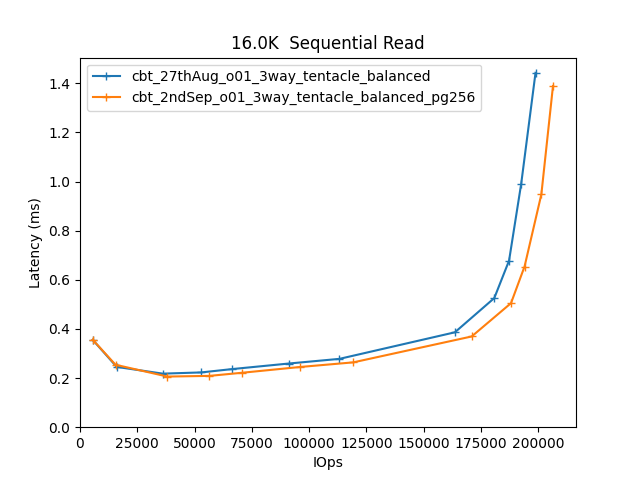 16.0K  Sequential Read
cbt_27thAug_o01_3way_tentacle_balanced
cbt_2ndSep_o01_3way_tentacle_balanced_pg256
Latency (ms)
1.4
1.2
1.0
0.8
0.6
0.4
0.2
0.0
0 25000 50000 75000 100000 125000 150000 175000 200000
IOps